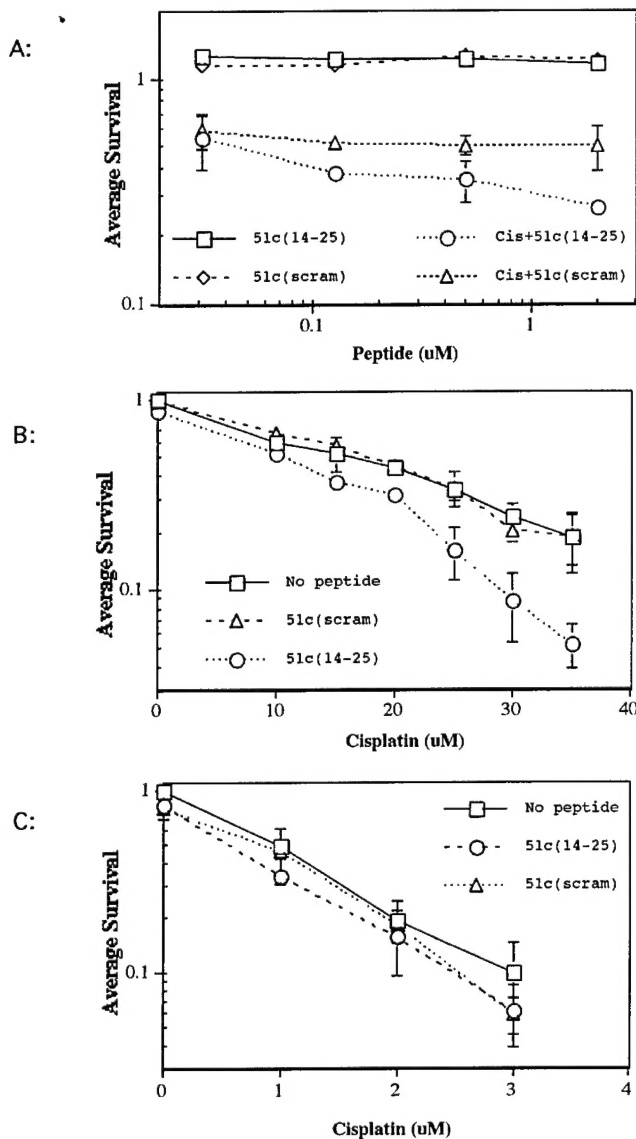 A:
Average Survival
1
0.1
51c(14-25)
51c(scram)
Cis+51c(14-25)
Cis+51c(scram)
0.1 1
Peptide (uM)
B:
Average Survival
1
0.1
No peptide
51c(scram)
51c(14-25)
0 10 20 30 40
Cisplatin (uM)
C:
Average Survival
1
0.1
No peptide
51c(14-25)
51c(scram)
0 1 2 3 4
Cisplatin (uM)